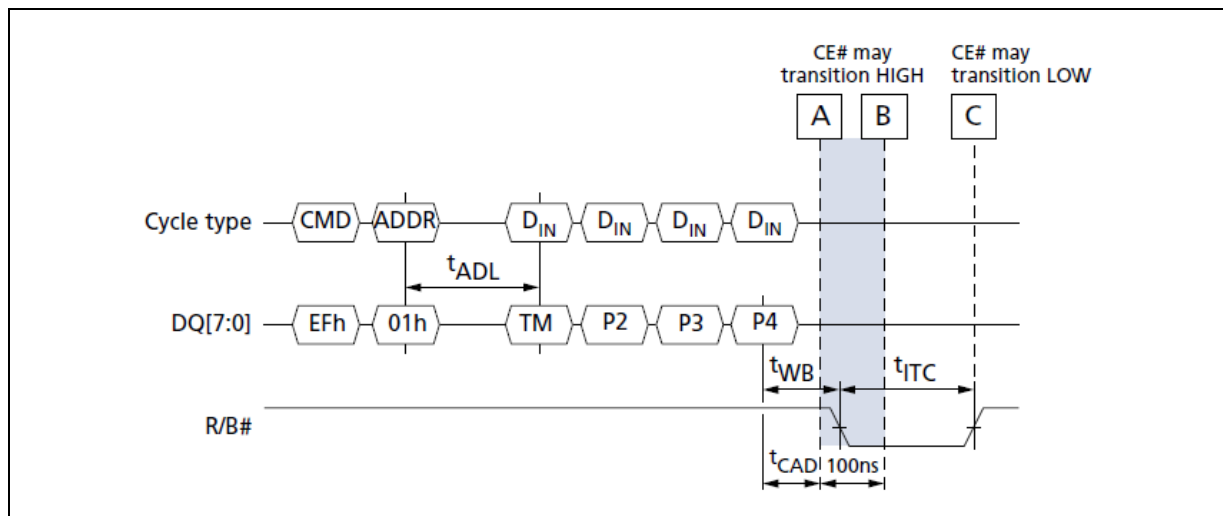 CE# may
transition HIGH
CE# may
transition LOW
A
B
C
Cycle type
CMD
ADDR
DIN
DIN
DIN
DIN
tADL
DQ[7:0]
EFh
01h
TM
P2
P3
P4
tWB
tITC
R/B#
tCAD
100ns